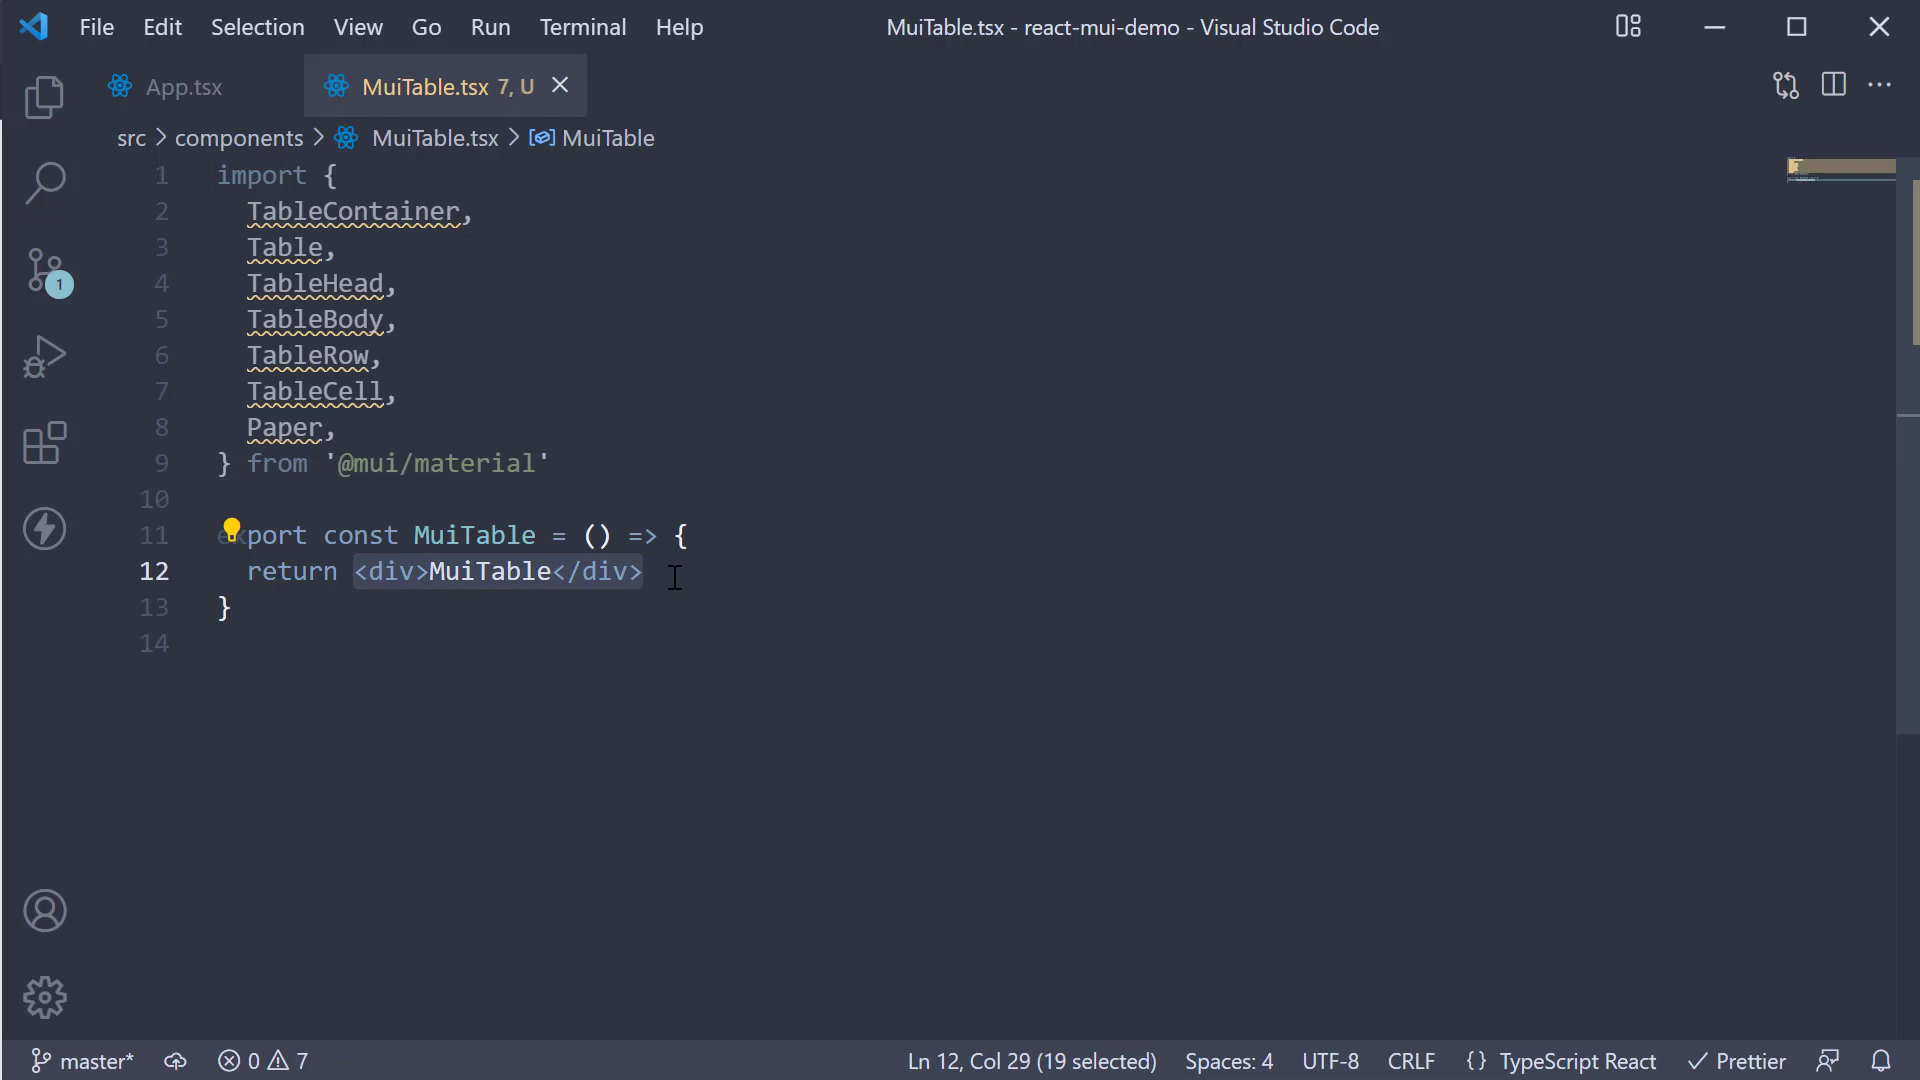 File Edit Selection View Go Run Terminal Help MuiTable.tsx - react-mui-demo - Visual Studio Code
App.tsx MuiTable.tsx 7, U
src > components > MuiTable.tsx > MuiTable
1 import {
2 TableContainer,
3 Table,
4 TableHead,
5 TableBody,
6 TableRow,
7 TableCell,
8 Paper,
9 } from '@mui/material'
10
11 export const MuiTable = () => {
12 return <div>MuiTable</div>
13 }
14
1
master* 0 7 Ln 12, Col 29 (19 selected) Spaces: 4 UTF-8 CRLF {} TypeScript React Prettier